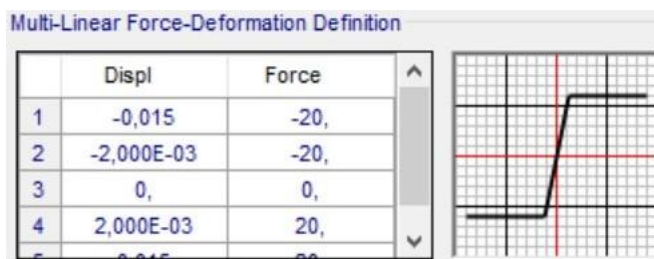 Multi-Linear Force-Deformation Definition
Displ Force
1 -0,015 -20,
2 -2,000E-03 -20,
3 0, 0,
4 2,000E-03 20,